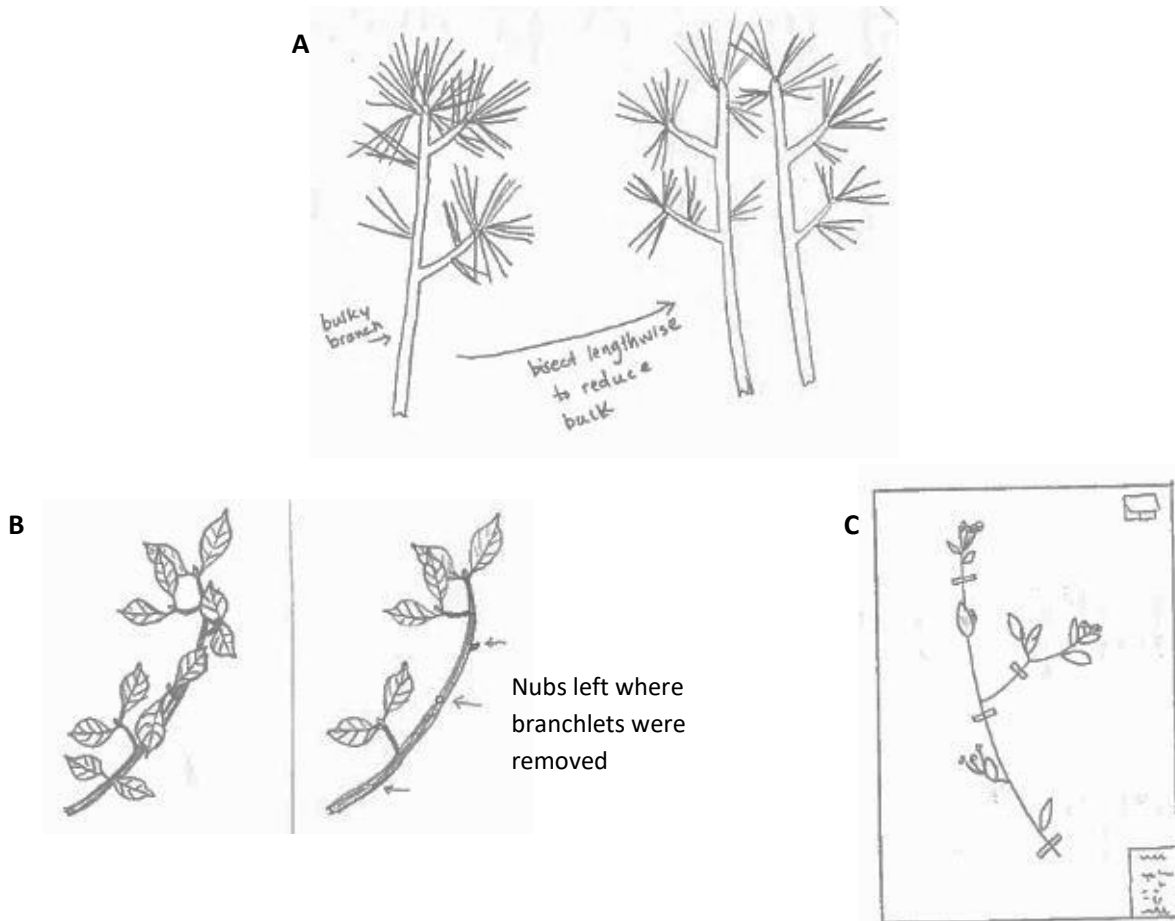 A
bulky
branch
bisect lengthwise
to reduce
bulk
B
Nubs left where
branchlets were
removed
C